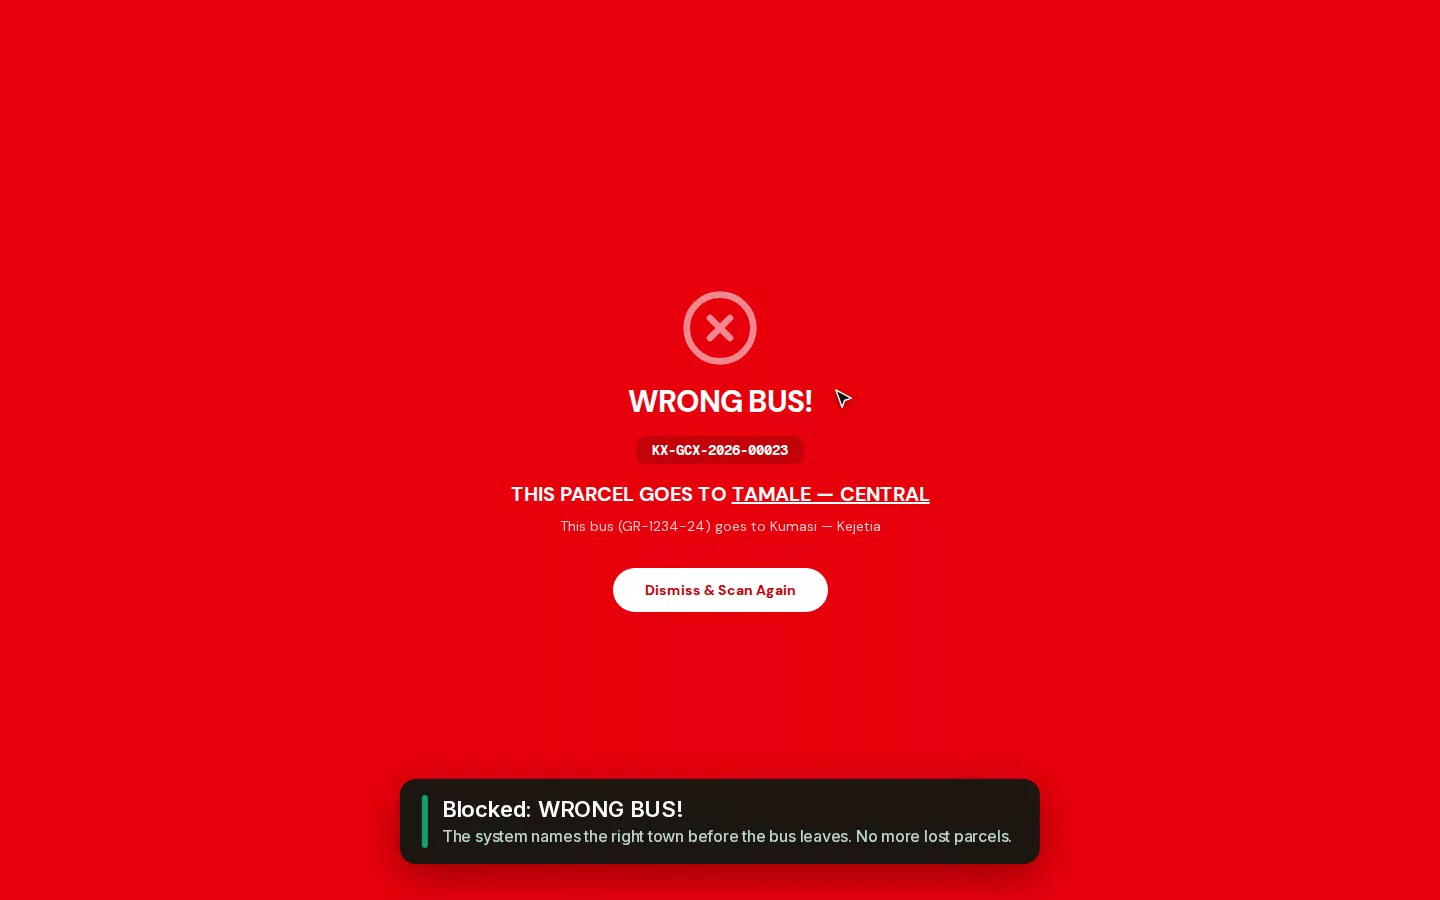 WRONG BUS!
KX-GCX-2026-00023
THIS PARCEL GOES TO TAMALE — CENTRAL
This bus (GR-1234-24) goes to Kumasi — Kejetia
Dismiss & Scan Again
Blocked: WRONG BUS!
The system names the right town before the bus leaves. No more lost parcels.